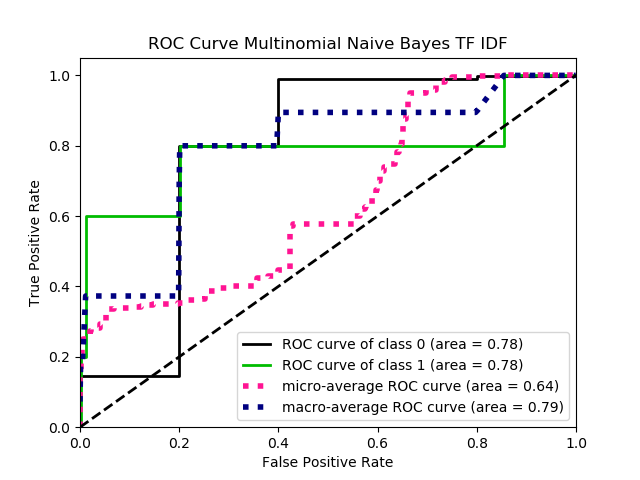 ROC Curve Multinomial Naive Bayes TF IDF
1.0
0.8
0.6
0.4
0.2
0.0
True Positive Rate
ROC curve of class 0 (area = 0.78)
ROC curve of class 1 (area = 0.78)
micro-average ROC curve (area = 0.64)
macro-average ROC curve (area = 0.79)
0.0 0.2 0.4 0.6 0.8 1.0
False Positive Rate